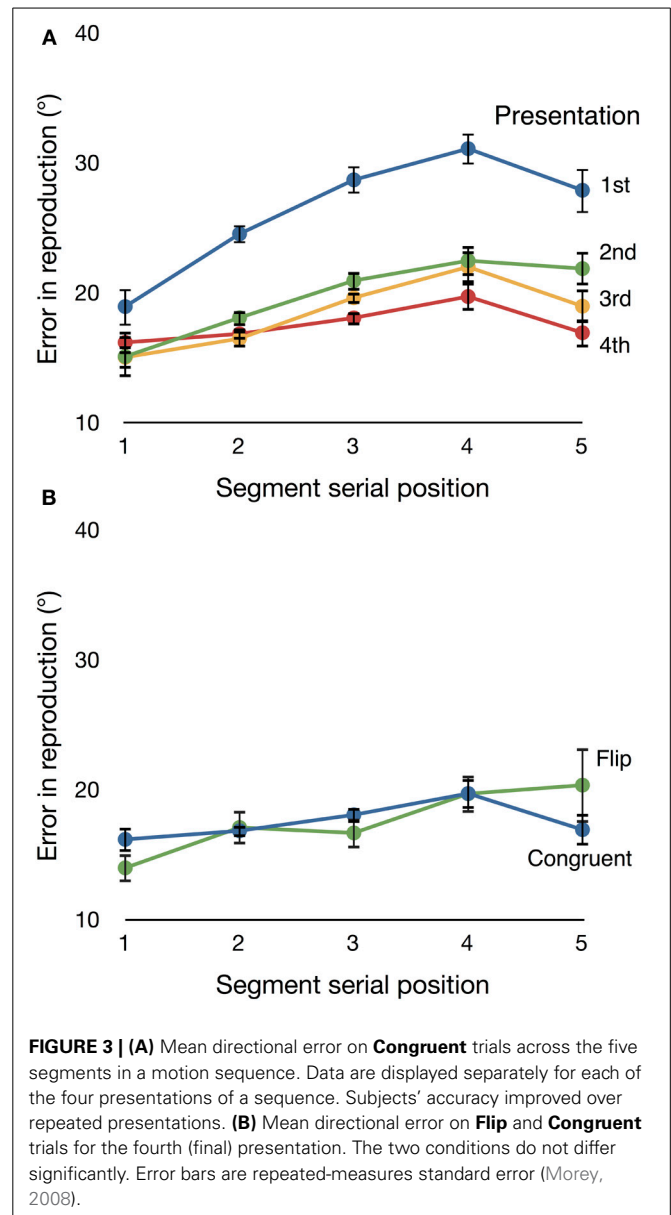 A
40
Presentation
30
1st
2nd
20
3rd
4th
10
1 2 3 4 5
Error in reproduction (°)
Segment serial position
B
40
30
Flip
20
Congruent
10
1 2 3 4 5
Error in reproduction (°)
Segment serial position
FIGURE 3 | (A) Mean directional error on Congruent trials across the five
segments in a motion sequence. Data are displayed separately for each of
the four presentations of a sequence. Subjects' accuracy improved over
repeated presentations. (B) Mean directional error on Flip and Congruent
trials for the fourth (final) presentation. The two conditions do not differ
significantly. Error bars are repeated-measures standard error (Morey,
2008).